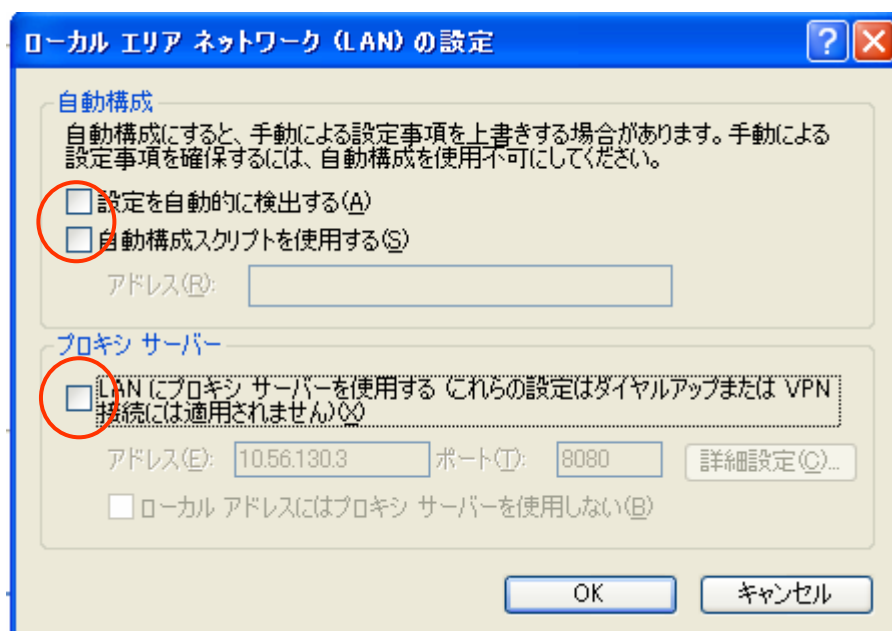 ローカル エリア ネットワーク (LAN) の設定
自動構成
自動構成にすると、手動による設定事項を上書きする場合があります。手動による
設定事項を確保するには、自動構成を使用不可にしてください。
設定を自動的に検出する(A)
自動構成スクリプトを使用する(S)
アドレス(R):
プロキシ サーバー
LAN にプロキシ サーバーを使用する (これらの設定はダイヤルアップまたは VPN
接続には適用されません)(X)
アドレス(E): 10.56.130.3 ポート(T): 8080 詳細設定(C)...
ローカル アドレスにはプロキシ サーバーを使用しない(B)
OK キャンセル